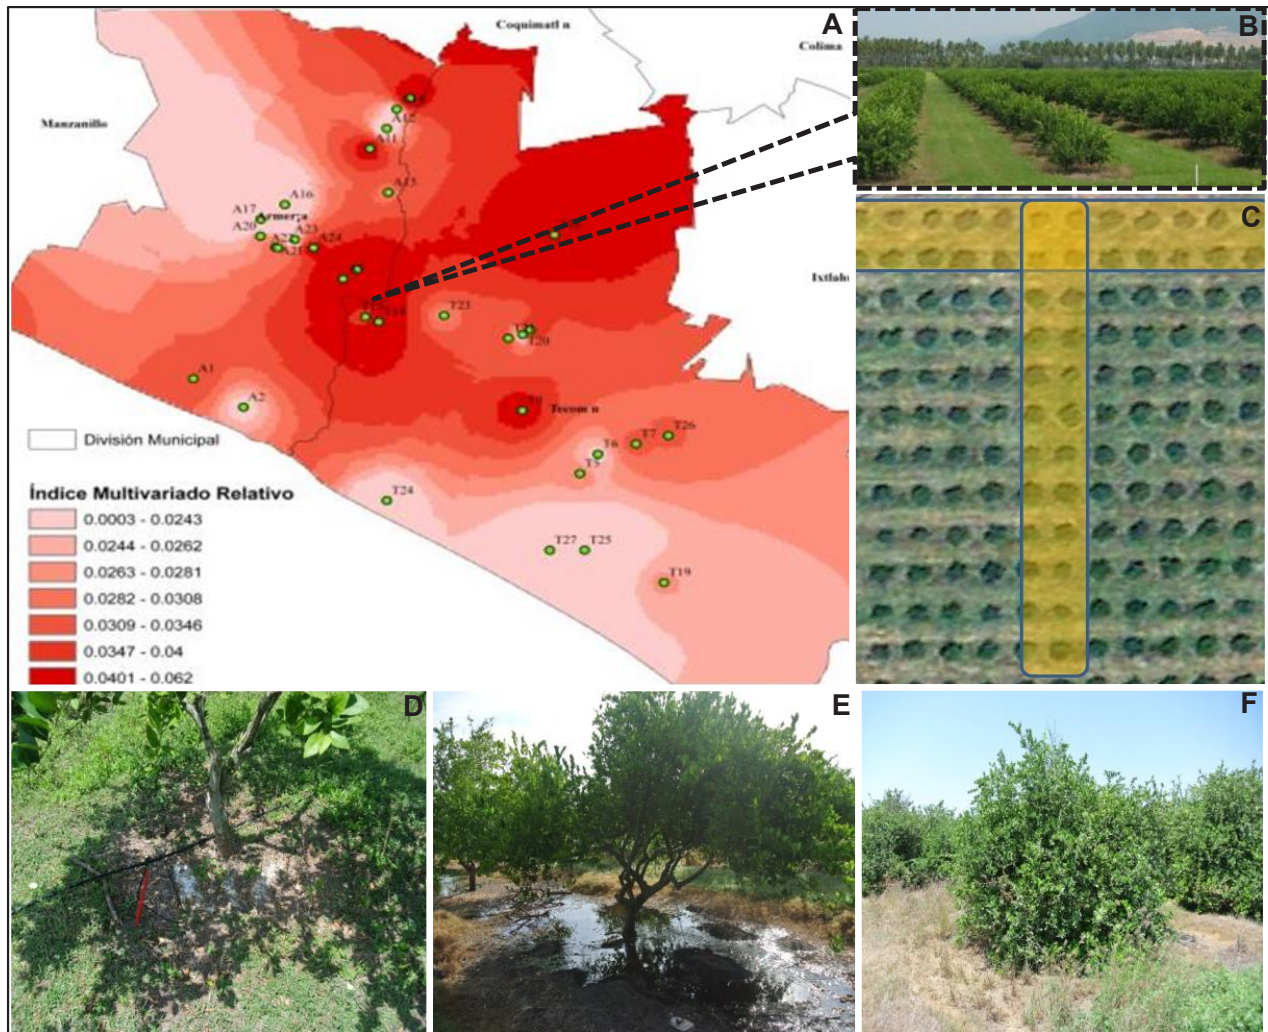 A
B
Coquimatl n
Colima
Manzanillo
A12
A11
C
A15
A16
A17
Armer;a
A20
A23
A24
A21
Ixtlah
T23
T20
A1
A2
Tecom n
T26
T7
T6
T5
División Municipal
Índice Multivariado Relativo
T24
0.0003 - 0.0243
0.0244 - 0.0262
0.0263 - 0.0281
0.0282 - 0.0308
0.0309 - 0.0346
0.0347 - 0.04
0.0401 - 0.062
T27
T25
T19
D
E
F